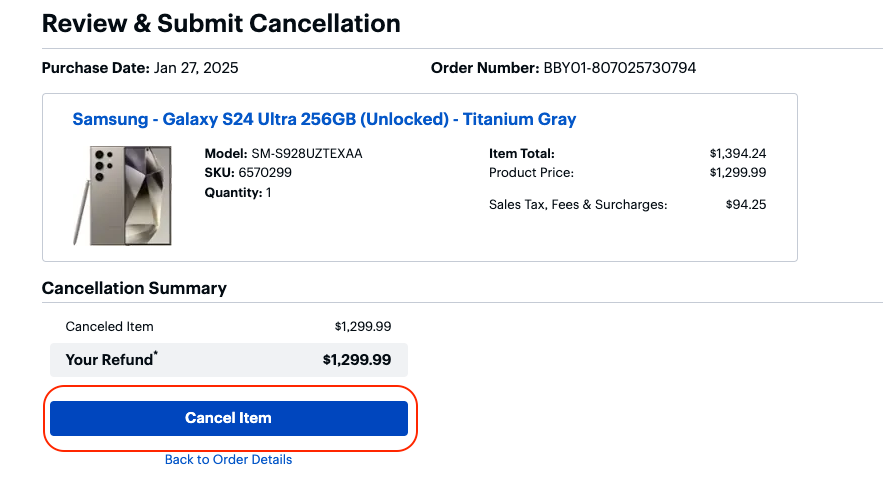 Review & Submit Cancellation
Purchase Date: Jan 27, 2025 Order Number: BBY01-807025730794
Samsung - Galaxy S24 Ultra 256GB (Unlocked) - Titanium Gray
Model: SM-S928UZTEXAA Item Total: $1,394.24
SKU: 6570299 Product Price: $1,299.99
Quantity: 1
Sales Tax, Fees & Surcharges: $94.25
Cancellation Summary
Canceled Item $1,299.99
Your Refund* $1,299.99
Cancel Item
Back to Order Details